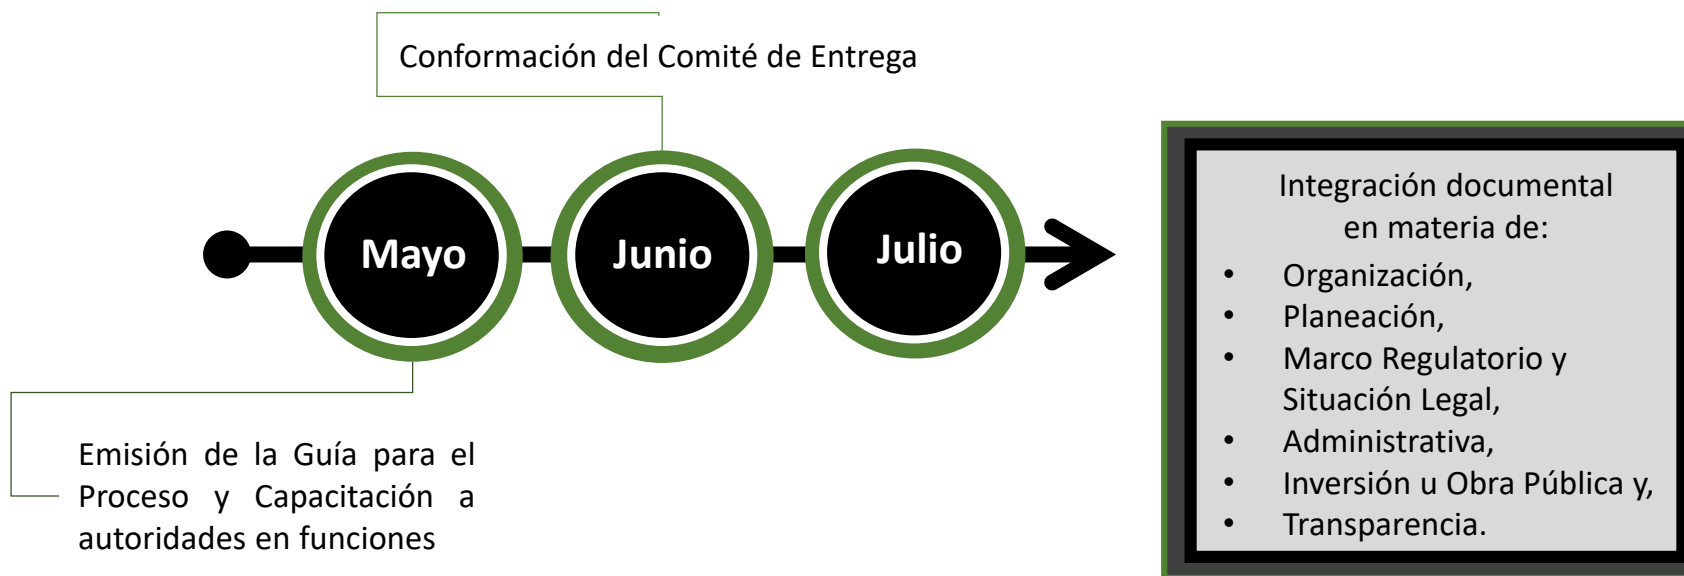 Conformación del Comité de Entrega
Mayo
Junio
Julio
Emisión de la Guía para el
Proceso y Capacitación a
autoridades en funciones
Integración documental
en materia de:
• Organización,
• Planeación,
• Marco Regulatorio y
Situación Legal,
• Administrativa,
• Inversión u Obra Pública y,
• Transparencia.